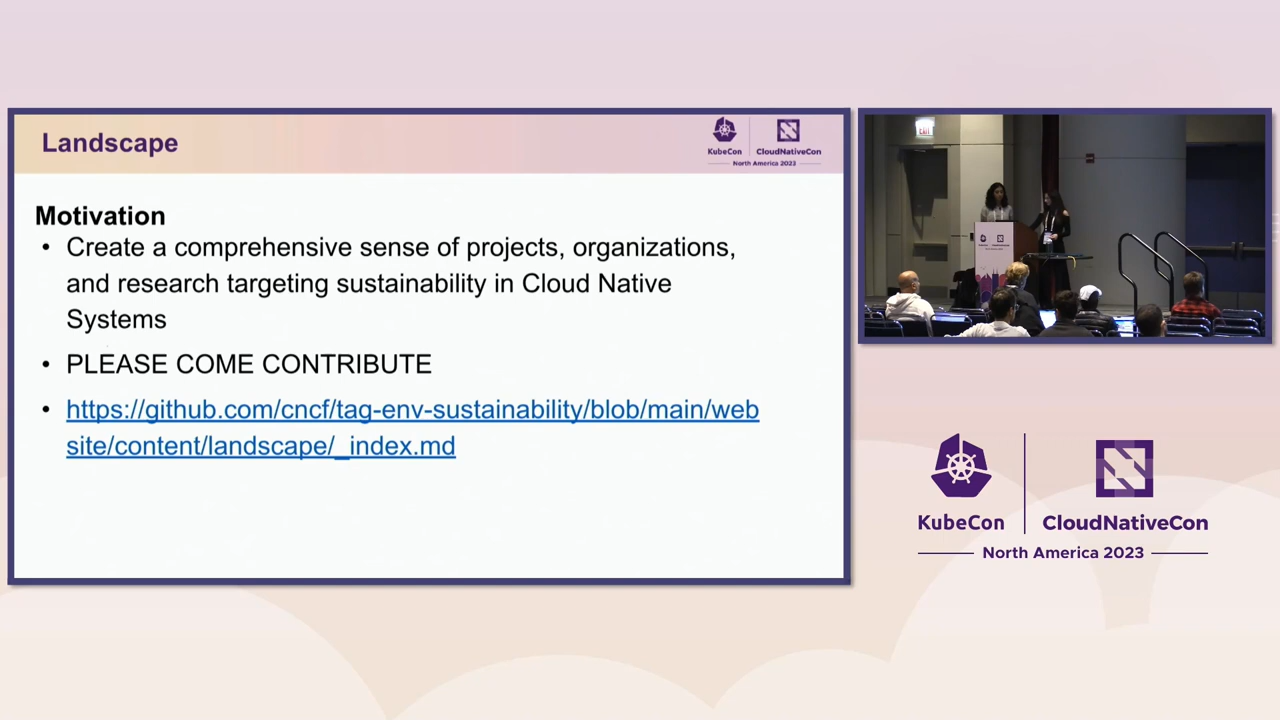 Landscape
KubeCon
CloudNativeCon
North America 2023
Motivation
• Create a comprehensive sense of projects, organizations,
and research targeting sustainability in Cloud Native
Systems
• PLEASE COME CONTRIBUTE
• https://github.com/cncf/tag-env-sustainability/blob/main/web
site/content/landscape/_index.md
EXIT
KubeCon
CloudNativeCon
North America 2023